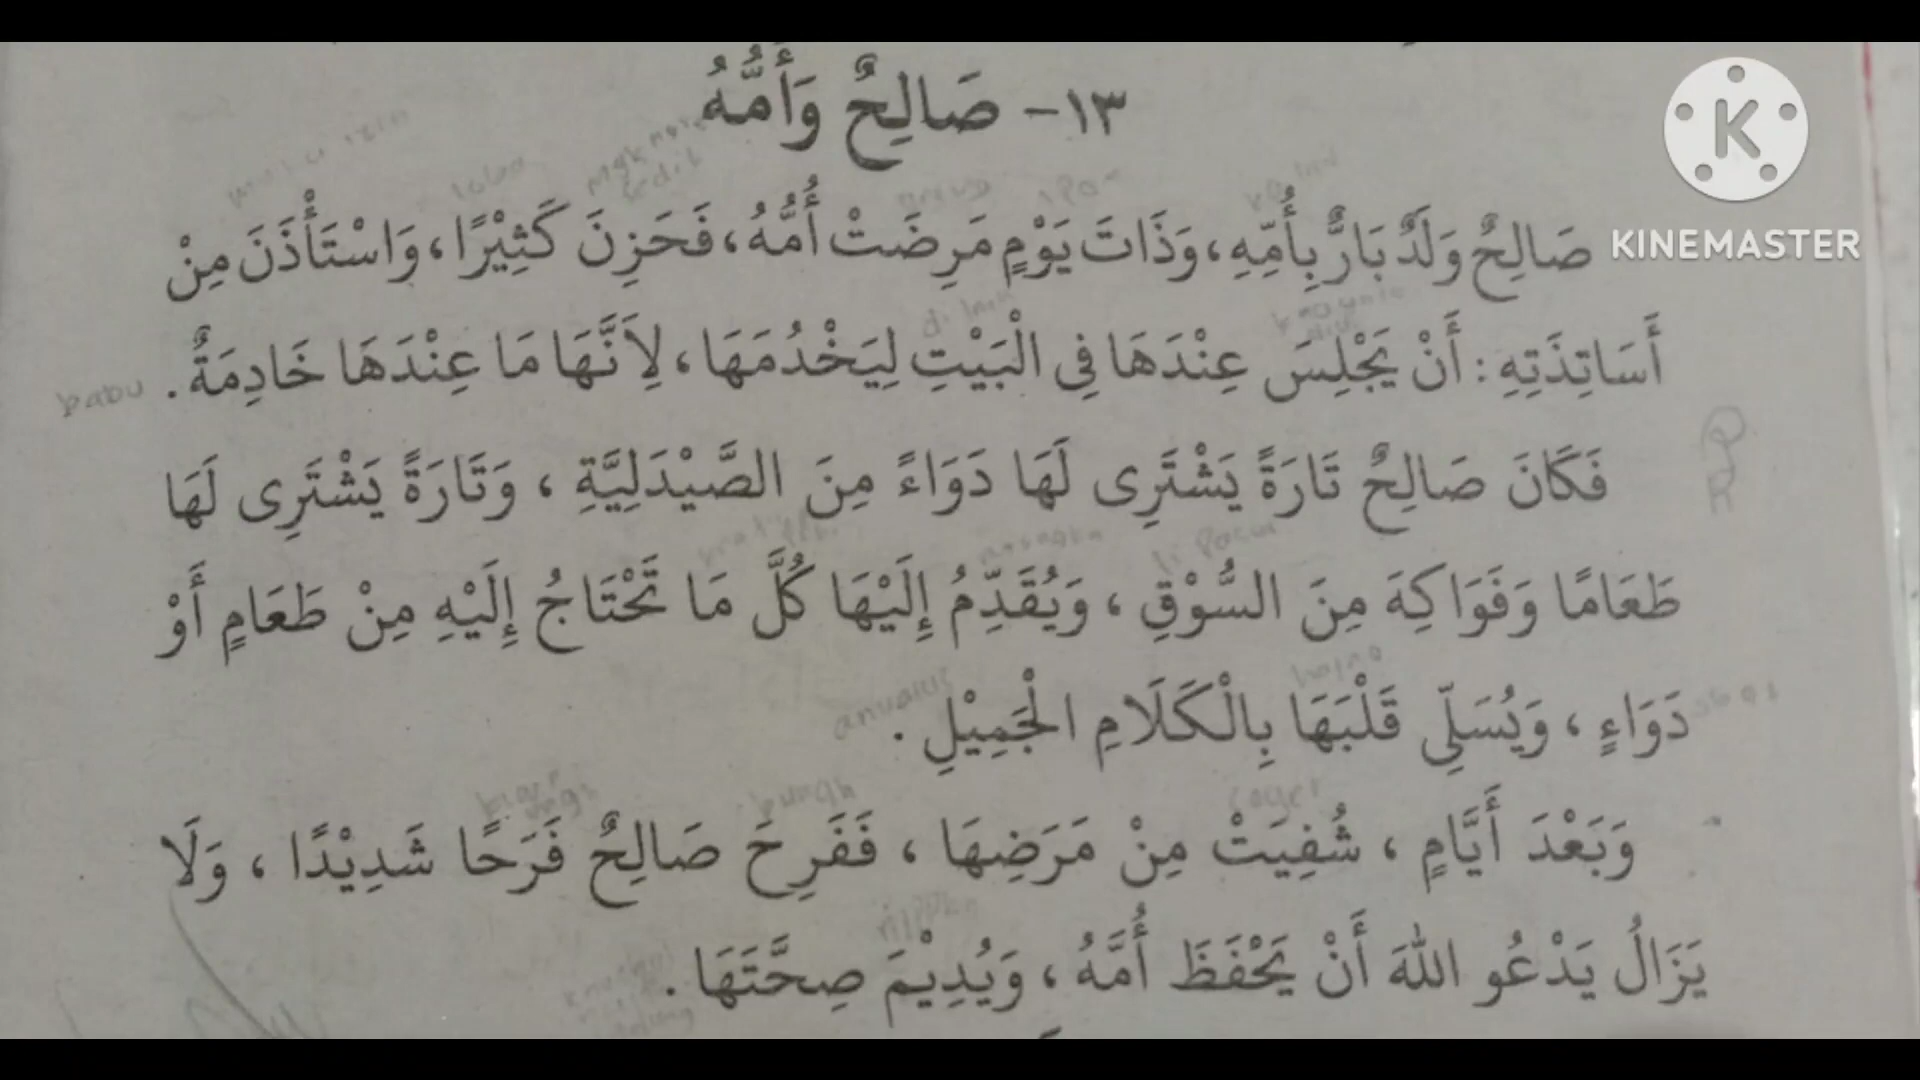 ١٣- صَالِحٌ وَأُمُّهُ
KINEMASTER
صَالِحٌ وَلَدٌ بَارٌّ بِأُمِّهِ، وَذَاتَ يَوْمٍ مَرِضَتْ أُمُّهُ، فَحَزِنَ كَثِيْرًا، وَاسْتَأْذَنَ مِنْ
أَسَاتِذَتِهِ: أَنْ يَجْلِسَ عِنْدَهَا فِى الْبَيْتِ لِيَخْدُمَهَا، لِأَنَّهَا مَا عِنْدَهَا خَادِمَةٌ. babu
فَكَانَ صَالِحٌ تَارَةً يَشْتَرِى لَهَا دَوَاءً مِنَ الصَّيْدَلِيَّةِ، وَتَارَةً يَشْتَرِى لَهَا
طَعَامًا وَفَوَاكِهَ مِنَ السُّوْقِ، وَيُقَدِّمُ إِلَيْهَا كُلَّ مَا تَحْتَاجُ إِلَيْهِ مِنْ طَعَامٍ أَوْ
دَوَاءٍ، وَيُسَلِّي قَلْبَهَا بِالْكَلَامِ الْجَمِيْلِ.
وَبَعْدَ أَيَّامٍ، شُفِيَتْ مِنْ مَرَضِهَا، فَفَرِحَ صَالِحٌ فَرَحًا شَدِيْدًا، وَلَا
يَزَالُ يَدْعُو اللهَ أَنْ يَحْفَظَ أُمَّهُ، وَيُدِيْمَ صِحَّتَهَا.